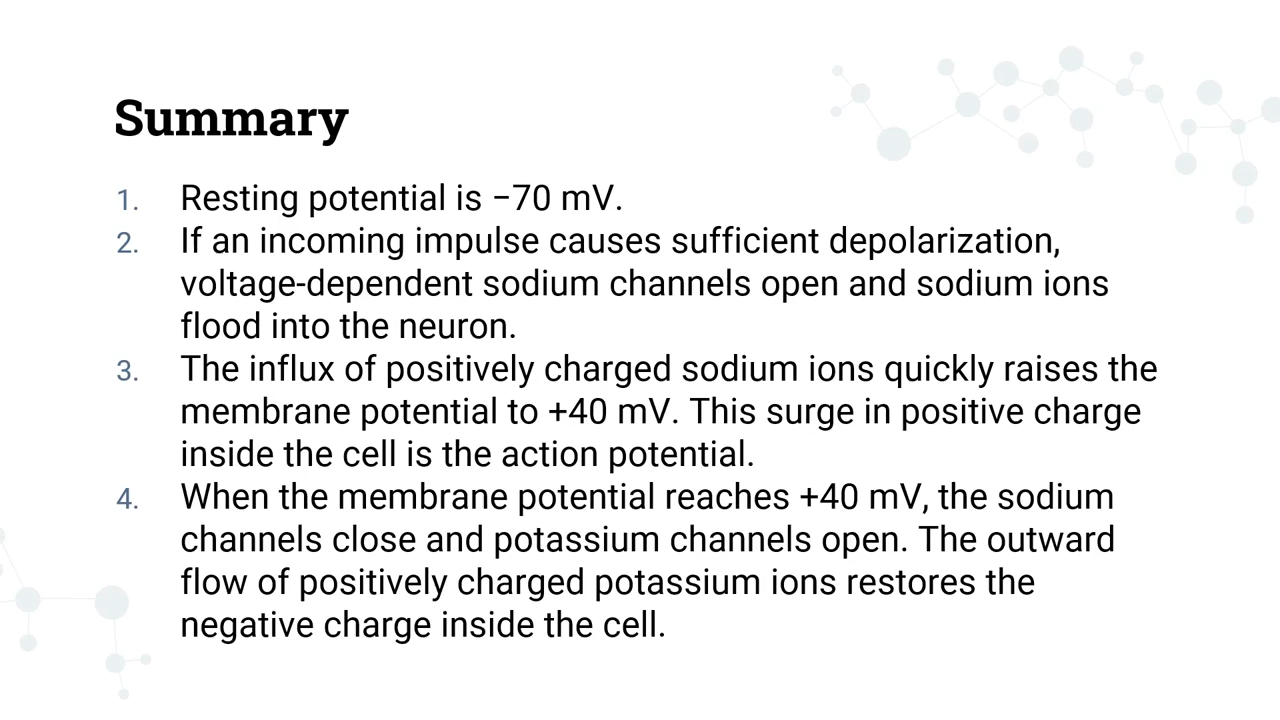 Summary
1. Resting potential is −70 mV.
2. If an incoming impulse causes sufficient depolarization,
voltage-dependent sodium channels open and sodium ions
flood into the neuron.
3. The influx of positively charged sodium ions quickly raises the
membrane potential to +40 mV. This surge in positive charge
inside the cell is the action potential.
4. When the membrane potential reaches +40 mV, the sodium
channels close and potassium channels open. The outward
flow of positively charged potassium ions restores the
negative charge inside the cell.